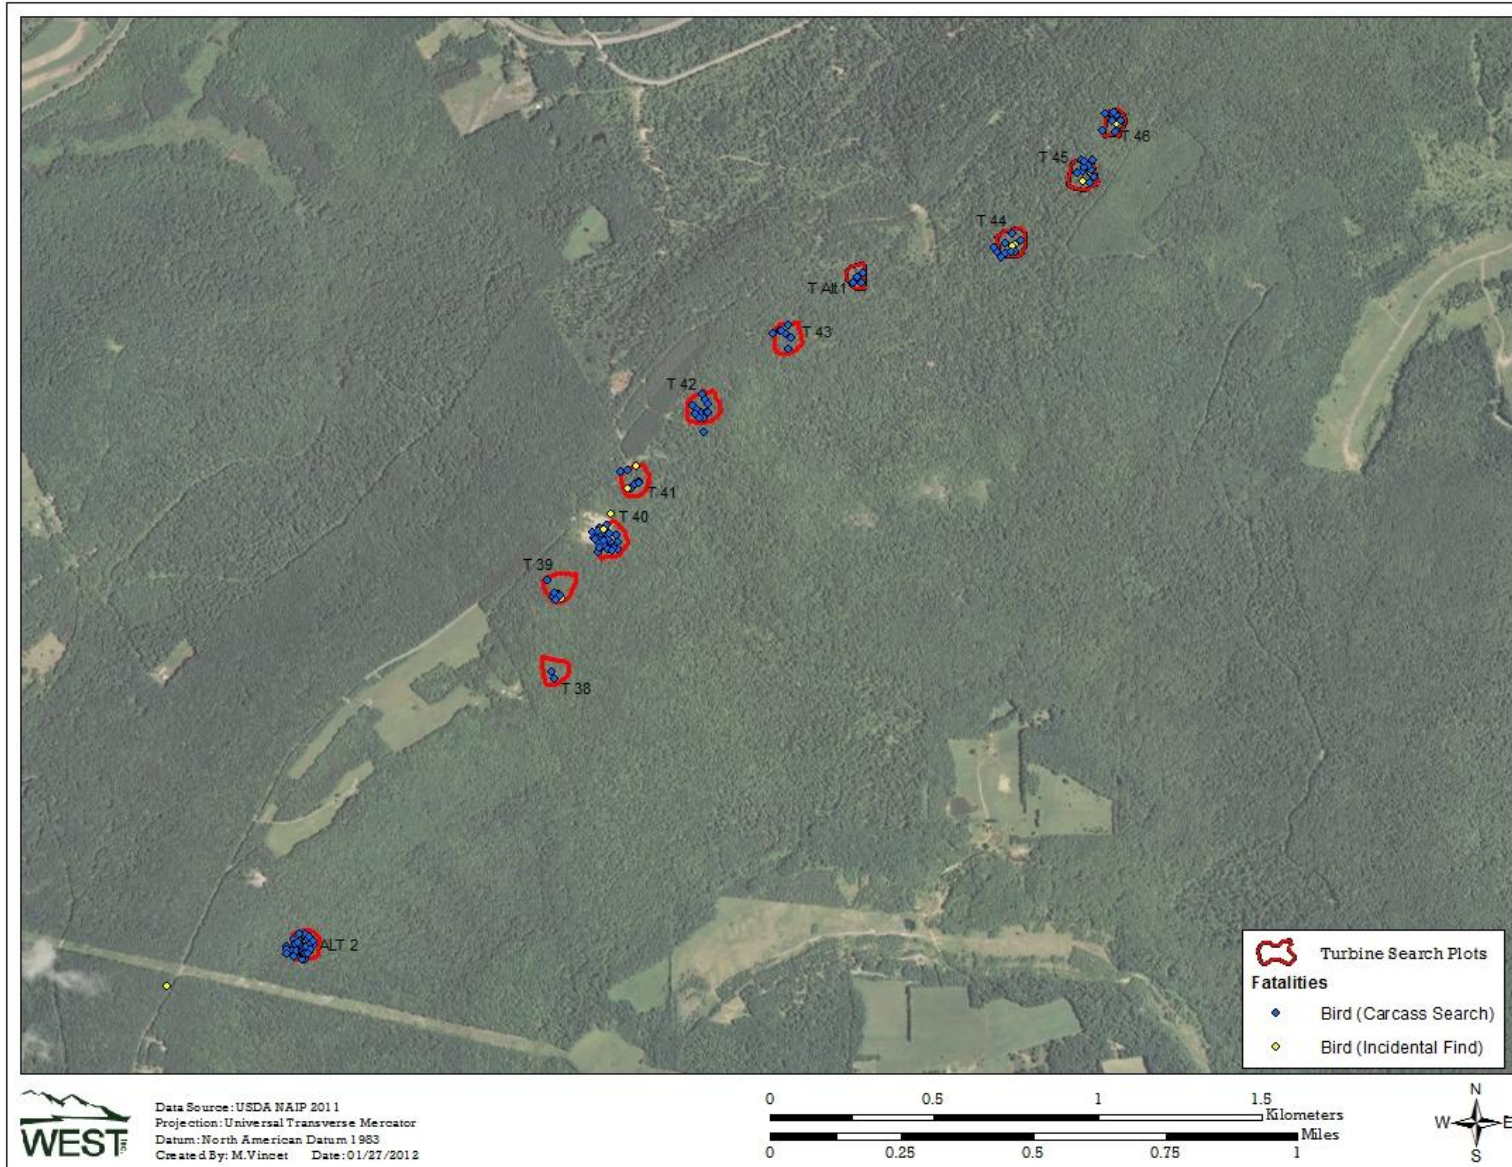 T 46
T 45
T 44
T Alt1
T 43
T 42
T 41
T 40
T 39
T 38
ALT 2
Turbine Search Plots
Fatalities
Bird (Carcass Search)
Bird (Incidental Find)
WEST Inc.
Data Source: USDA NAIP 2011
Projection: Universal Transverse Mercator
Datum: North American Datum 1983
Created By: M.Vincet Date: 01/27/2012
0 0.5 1 1.5
Kilometers
Miles
0 0.25 0.5 0.75 1
N
W E
S